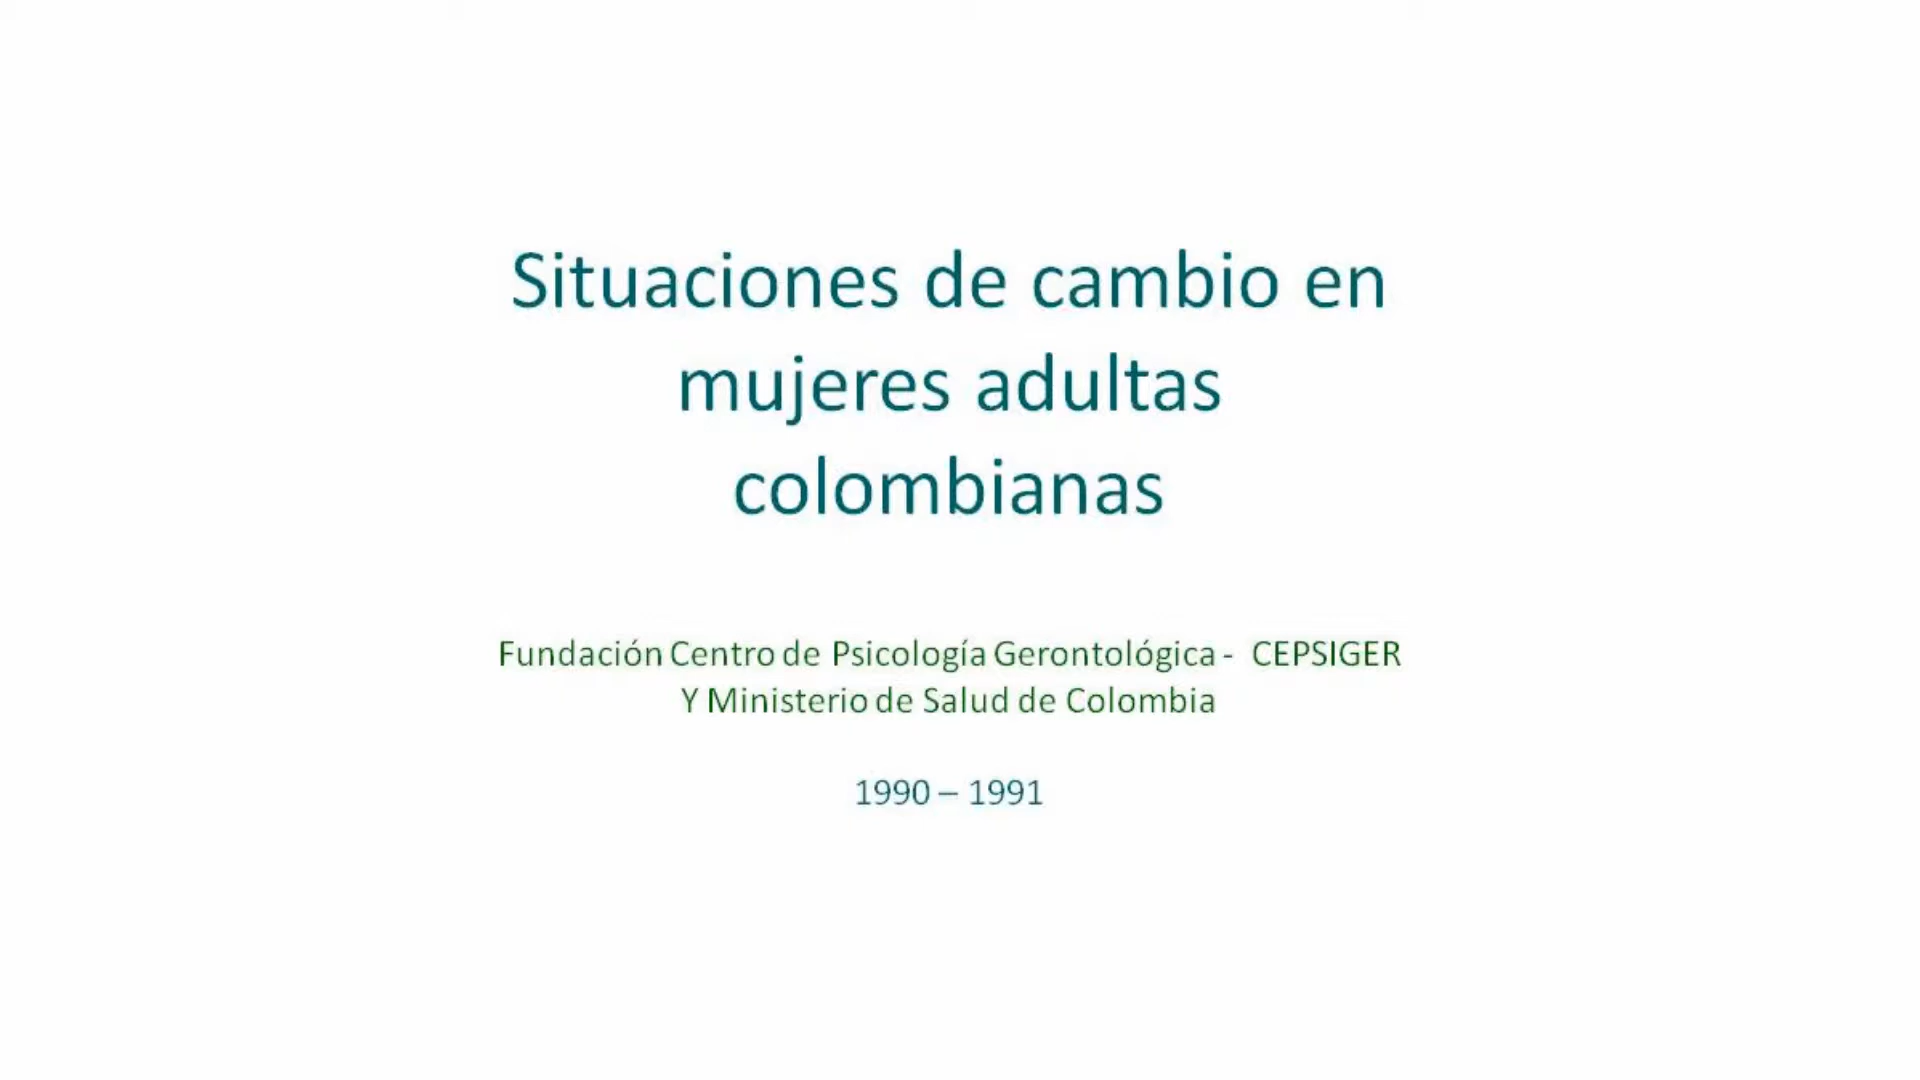 Situaciones de cambio en
mujeres adultas
colombianas
Fundación Centro de Psicología Gerontológica - CEPSIGER
Y Ministerio de Salud de Colombia
1990 – 1991